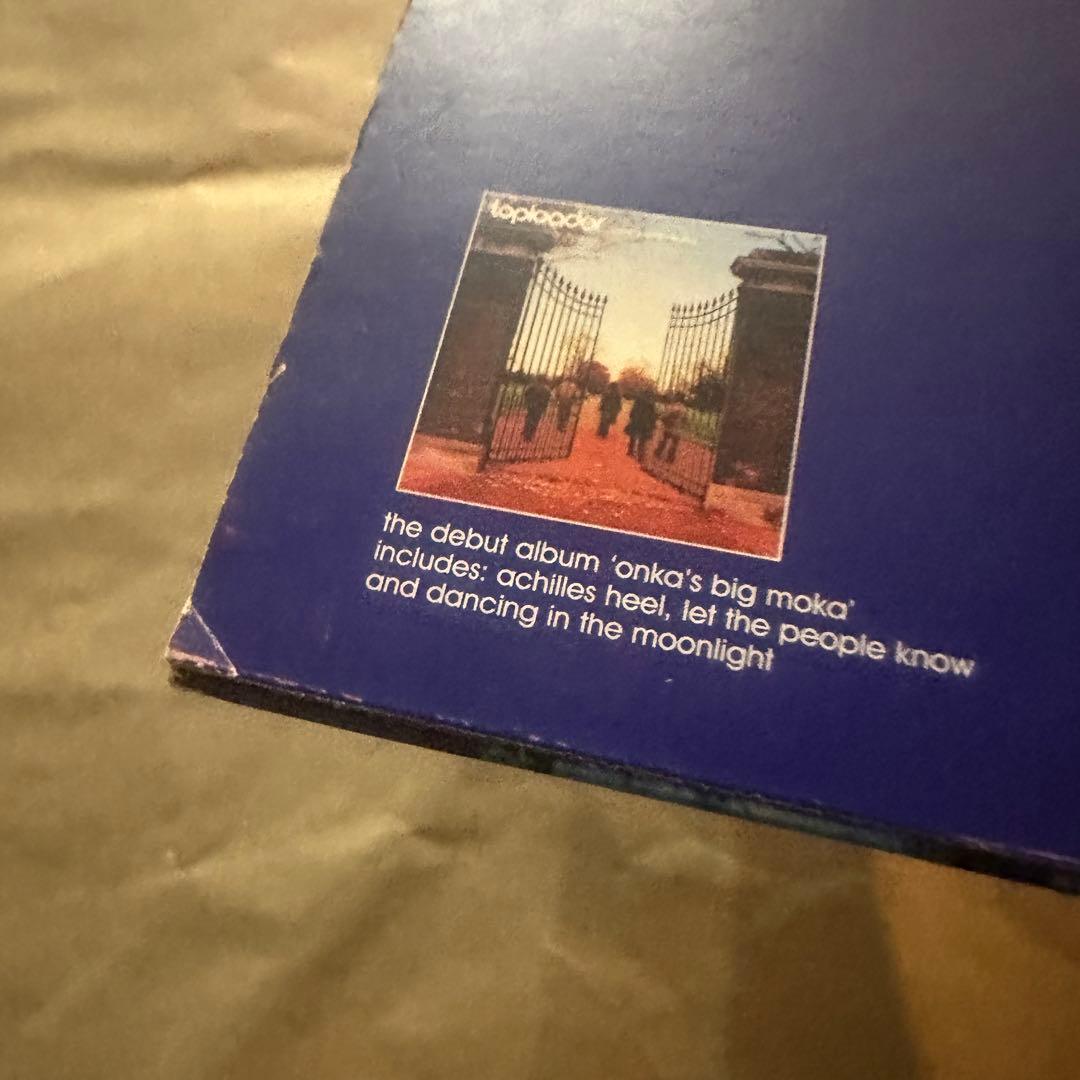 toploader
the debut album ‘onka's big moka’
includes: achilles heel, let the people know
and dancing in the moonlight